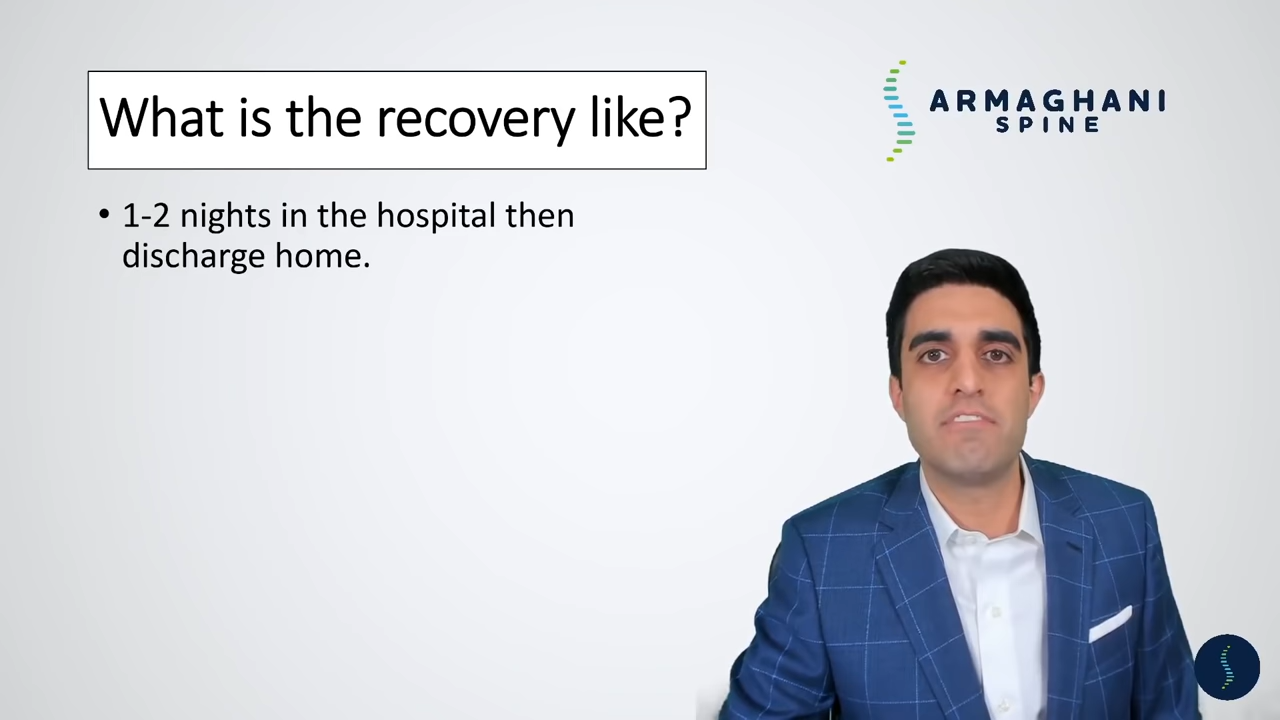 What is the recovery like?
ARMAGHANI
SPINE
• 1-2 nights in the hospital then
discharge home.